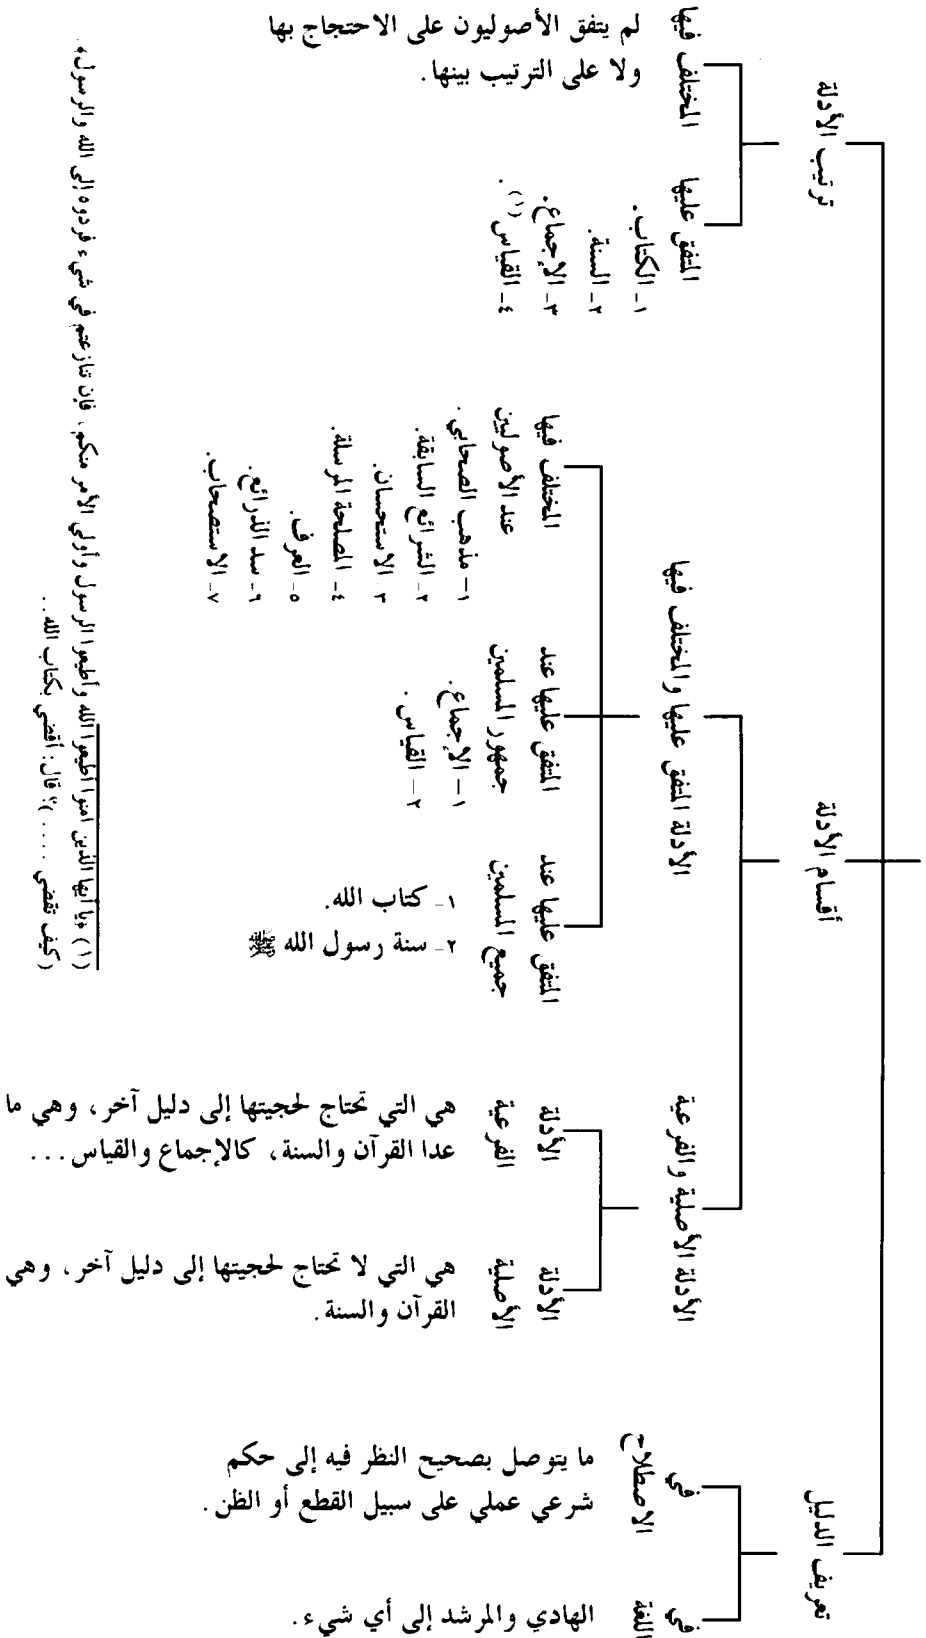 تعريف الدليل
في
اللغة
الهادي والمرشد إلى أي شيء.
في
الاصطلاح
ما يتوصل بصحيح النظر فيه إلى حكم
شرعي عملي على سبيل القطع أو الظن.
أقسام الأدلة
الأدلة الأصلية والفرعية
الأدلة
الأصلية
هي التي لا تحتاج لحجيتها إلى دليل آخر، وهي
القرآن والسنة.
الأدلة
الفرعية
هي التي تحتاج لحجيتها إلى دليل آخر، وهي ما
عدا القرآن والسنة، كالإجماع والقياس...
الأدلة المتفق عليها والمختلف فيها
المتفق عليها عند
جميع المسلمين
١- كتاب الله.
٢- سنة رسول الله ﷺ
المتفق عليها عند
جمهور المسلمين
١- الإجماع.
٢- القياس.
المختلف فيها
عند الأصولين
١- مذهب الصحابي.
٢- الشرائع السابقة.
٣- الاستحسان.
٤- المصلحة المرسلة.
٥- العرف.
٦- سد الذرائع.
٧- الاستصحاب.
ترتيب الأدلة
المتفق عليها
١- الكتاب.
٢- السنة.
٣- الإجماع.
٤- القياس (١).
المختلف فيها
لم يتفق الأصوليون على الاحتجاج بها
ولا على الترتيب بينها.
(١) ﴿يا أيها الذين امنوا أطيعوا الله وأطيعوا الرسول وأولي الأمر منكم، فإن تنازعتم في شيء فردوه إلى الله والرسول﴾.
(كيف تقضي ....)؟ قال: أقضي بكتاب الله...